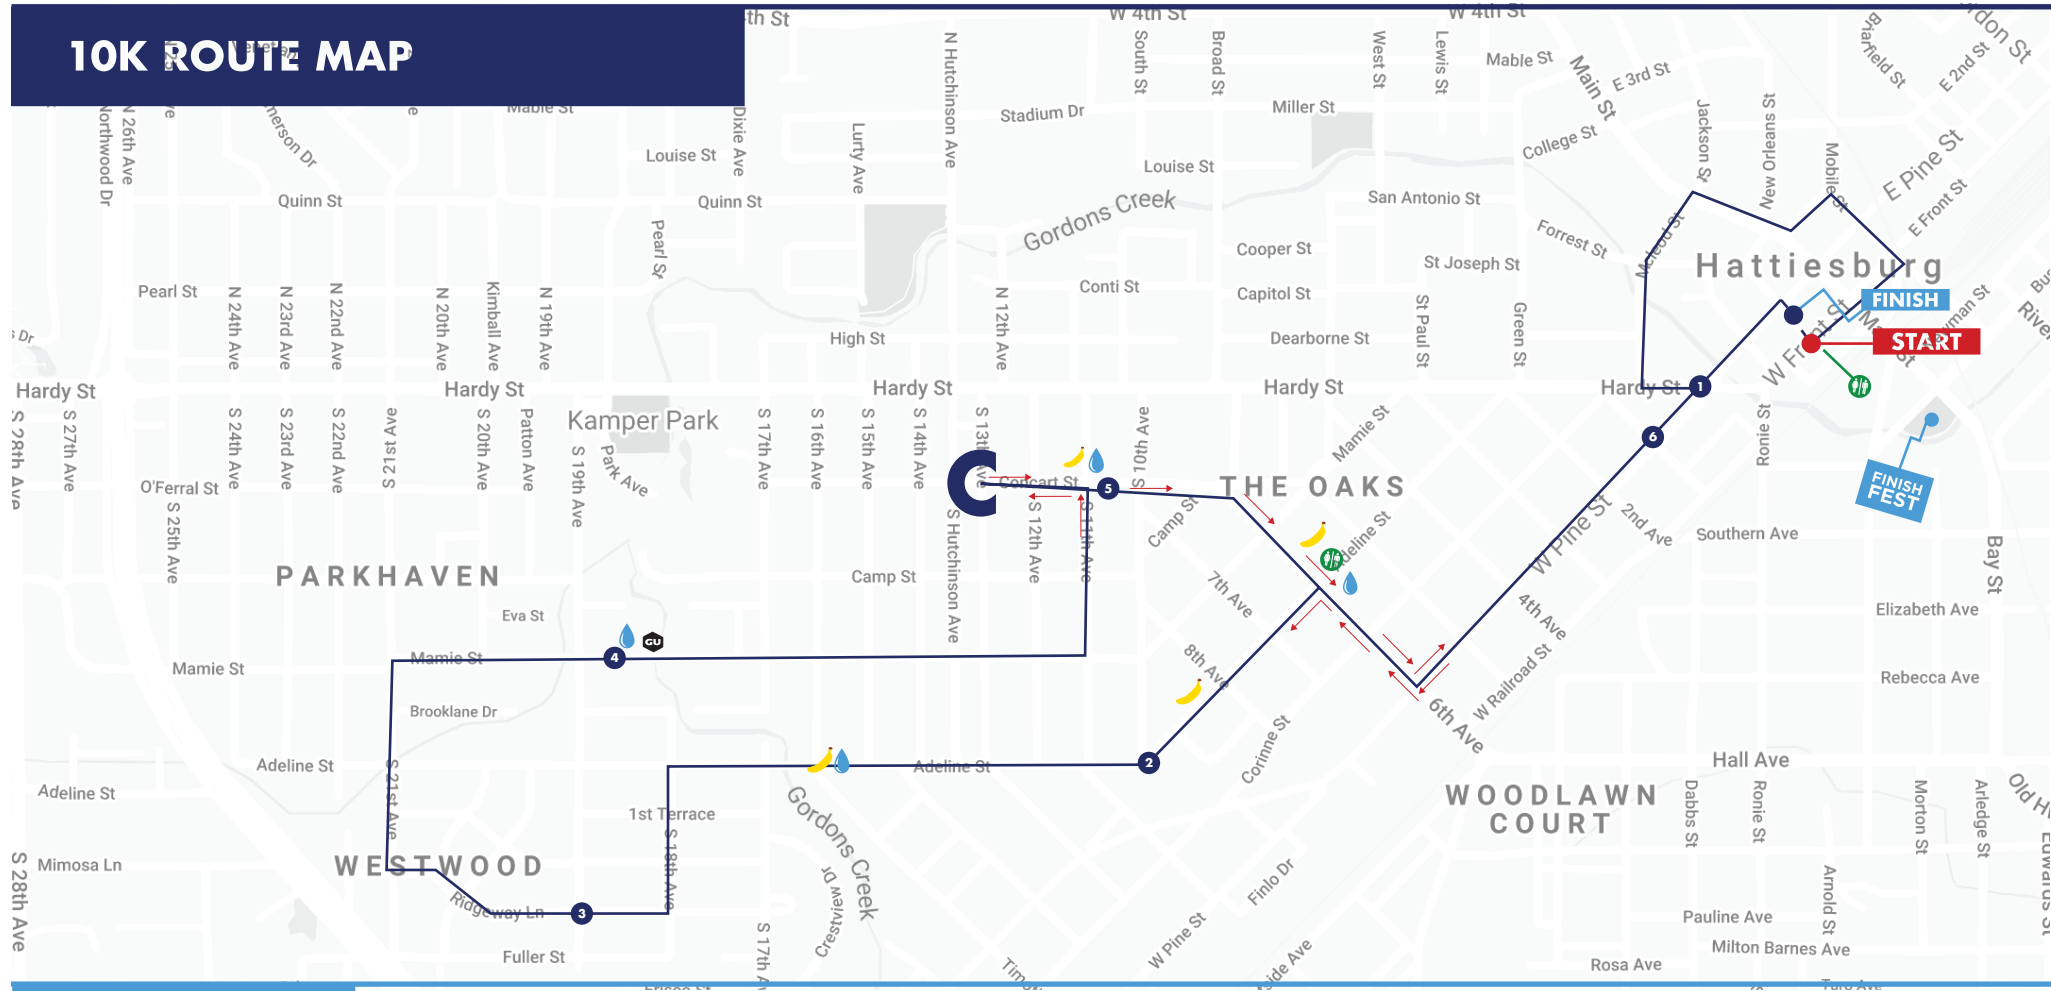 10K ROUTE MAP
W 4th St
W 4th St
Mable St
Mable St
N Hutchinson Ave
South St
Broad St
West St
Lewis St
Main St
E 3rd St
Briarfield St
E 2nd St
Northwood Dr
N 26th Ave
Dixie Ave
Lurty Ave
Stadium Dr
Miller St
College St
Jackson St
New Orleans St
Mobile St
E Pine St
E Front St
Louise St
Louise St
Quinn St
Quinn St
Gordons Creek
San Antonio St
Pearl St
Cooper St
St Joseph St
Forrest St
Mcleod St
Hattiesburg
Pearl St
N 24th Ave
N 23rd Ave
N 22nd Ave
N 20th Ave
Kimball Ave
N 19th Ave
N 12th Ave
Conti St
Capitol St
St Paul St
Green St
FINISH
START
W Front St
High St
Dearborne St
Hardy St
Hardy St
Hardy St
Hardy St
Hardy St
1
Kamper Park
S 28th Ave
S 27th Ave
S 24th Ave
S 23rd Ave
S 22nd Ave
S 21st Ave
S 20th Ave
Patton Ave
S 19th Ave
Park Ave
S 17th Ave
S 16th Ave
S 15th Ave
S 14th Ave
S 13th Ave
S 10th Ave
Mamie St
Ronie St
6
O'Ferral St
Concart St
5
THE OAKS
FINISH
FEST
S 25th Ave
S Hutchinson Ave
S 12th Ave
S 11th Ave
Camp St
Adeline St
W Pine St
2nd Ave
Southern Ave
Bay St
PARKHAVEN
Camp St
7th Ave
4th Ave
Elizabeth Ave
Eva St
GU
4
Mamie St
Mamie St
8th Ave
W Railroad St
Rebecca Ave
Brooklane Dr
6th Ave
Corinne St
2
Adeline St
Adeline St
Adeline St
Hall Ave
S 21st Ave
1st Terrace
Gordons Creek
WOODLAWN
COURT
Dabbs St
Ronie St
Morton St
Arledge St
S 28th Ave
Mimosa Ln
WESTWOOD
S 18th Ave
Crestview Dr
Finlo Dr
Arnold St
Ridgeway Ln
3
Pauline Ave
Fuller St
S 17th Av
W Pine St
Milton Barnes Ave
Rosa Ave